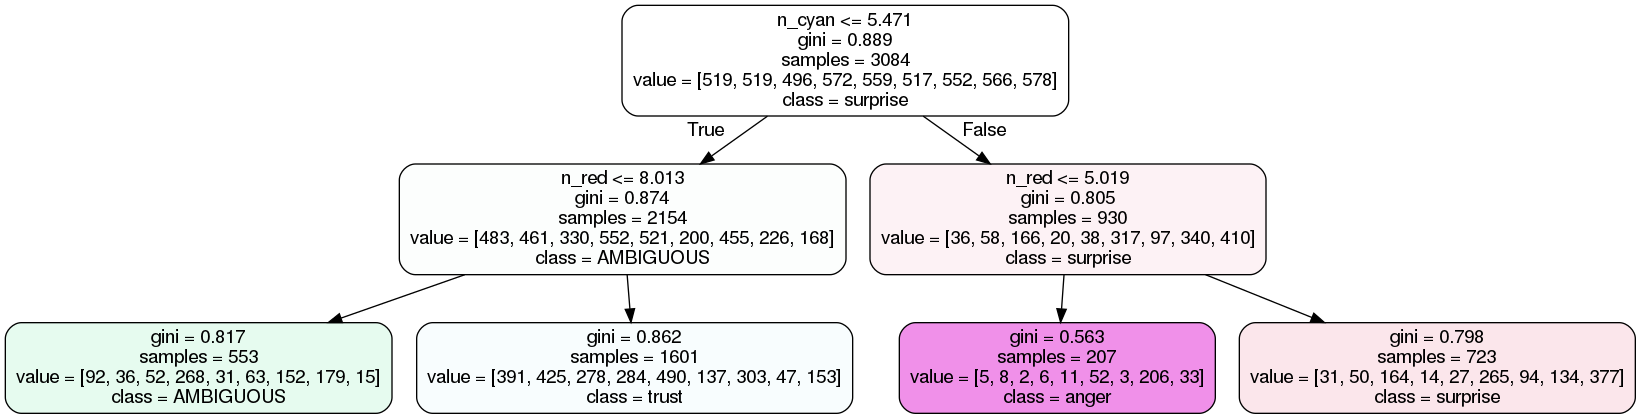 n_cyan <= 5.471
gini = 0.889
samples = 3084
value = [519, 519, 496, 572, 559, 517, 552, 566, 578]
class = surprise
True
False
n_red <= 8.013
gini = 0.874
samples = 2154
value = [483, 461, 330, 552, 521, 200, 455, 226, 168]
class = AMBIGUOUS
n_red <= 5.019
gini = 0.805
samples = 930
value = [36, 58, 166, 20, 38, 317, 97, 340, 410]
class = surprise
gini = 0.817
samples = 553
value = [92, 36, 52, 268, 31, 63, 152, 179, 15]
class = AMBIGUOUS
gini = 0.862
samples = 1601
value = [391, 425, 278, 284, 490, 137, 303, 47, 153]
class = trust
gini = 0.563
samples = 207
value = [5, 8, 2, 6, 11, 52, 3, 206, 33]
class = anger
gini = 0.798
samples = 723
value = [31, 50, 164, 14, 27, 265, 94, 134, 377]
class = surprise